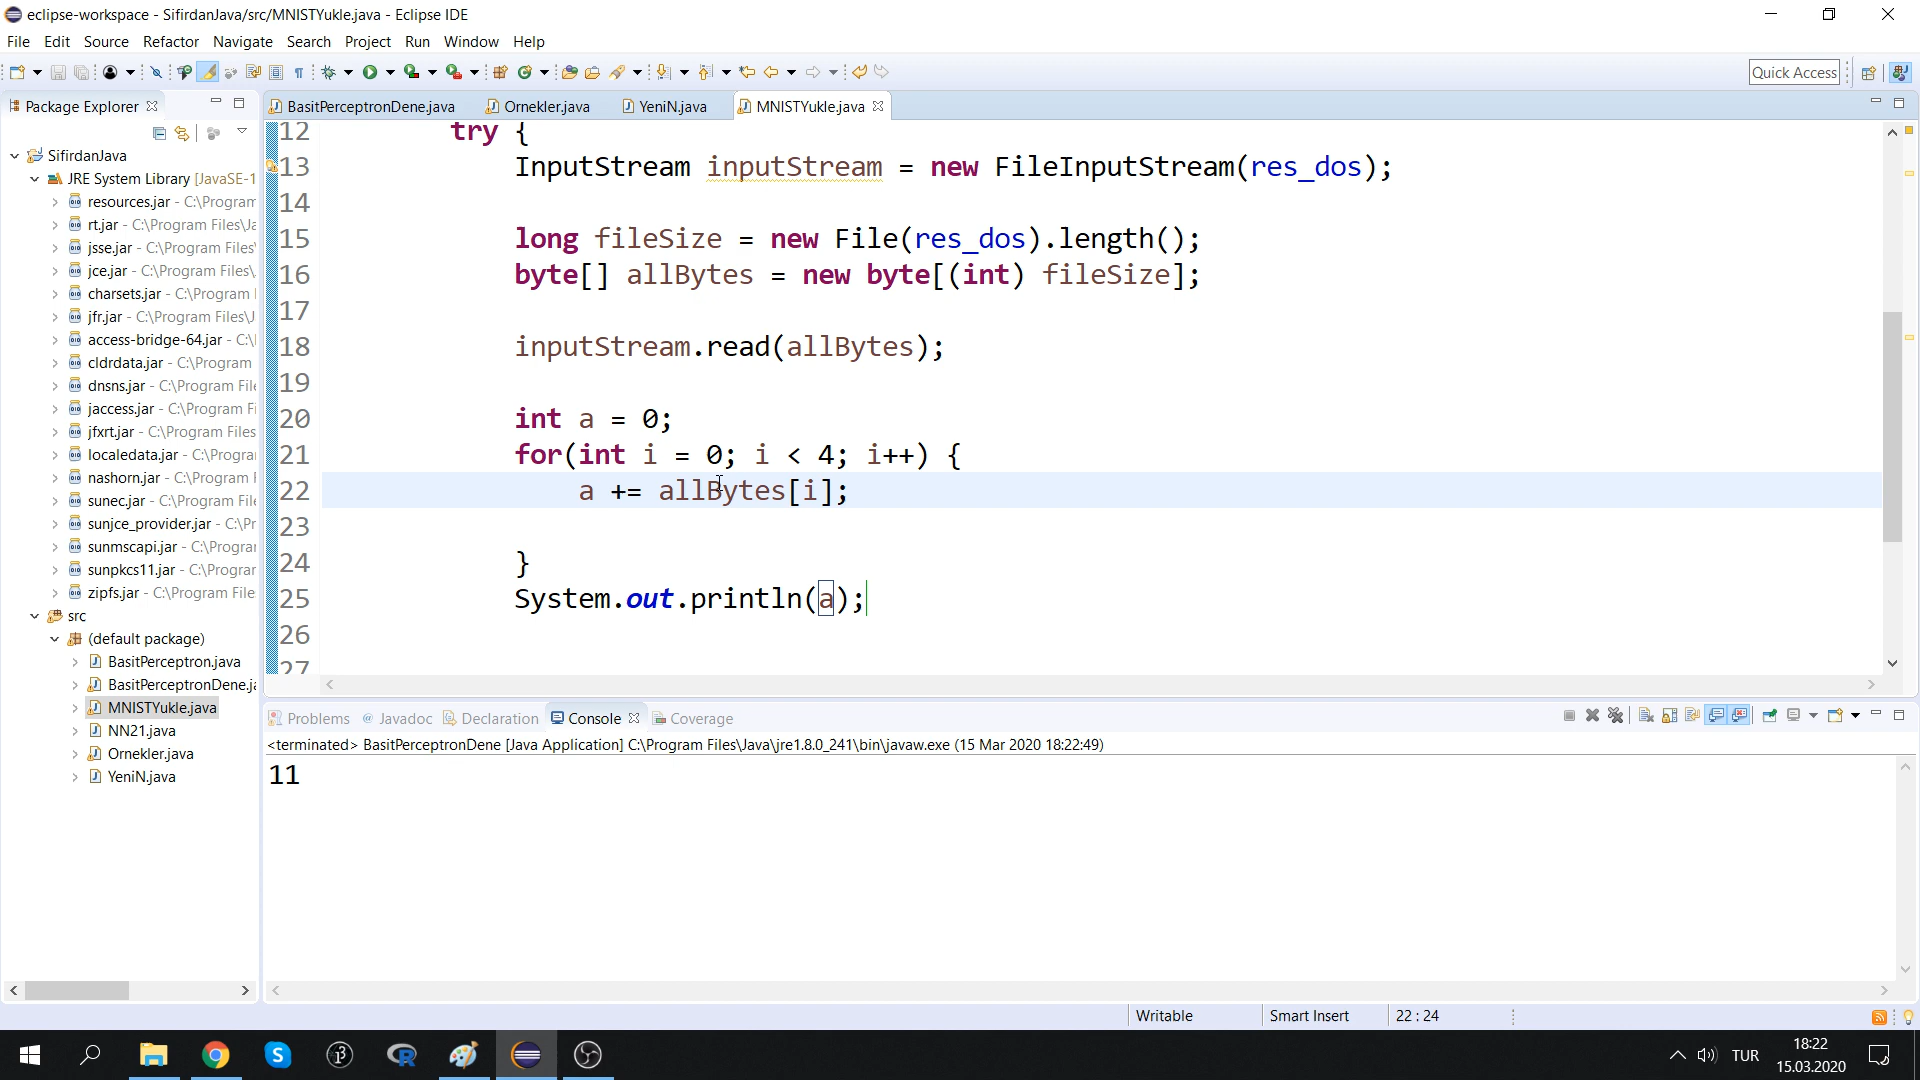 eclipse-workspace - SifirdanJava/src/MNISTYukle.java - Eclipse IDE
File Edit Source Refactor Navigate Search Project Run Window Help
Quick Access
Package Explorer
BasitPerceptronDene.java Ornekler.java YeniN.java MNISTYukle.java
SifirdanJava
JRE System Library [JavaSE-1
resources.jar - C:\Program
rt.jar - C:\Program Files\Ja
jsse.jar - C:\Program Files\
jce.jar - C:\Program Files\
charsets.jar - C:\Program
jfr.jar - C:\Program Files\J
access-bridge-64.jar - C:\
cldrdata.jar - C:\Program
dnsns.jar - C:\Program File
jaccess.jar - C:\Program F
jfxrt.jar - C:\Program Files
localedata.jar - C:\Progran
nashorn.jar - C:\Program
sunec.jar - C:\Program File
sunjce_provider.jar - C:\Pr
sunmscapi.jar - C:\Progra
sunpkcs11.jar - C:\Progran
zipfs.jar - C:\Program File
src
(default package)
BasitPerceptron.java
BasitPerceptronDene.ja
MNISTYukle.java
NN21.java
Ornekler.java
YeniN.java
12 try {
13 InputStream inputStream = new FileInputStream(res_dos);
14
15 long fileSize = new File(res_dos).length();
16 byte[] allBytes = new byte[(int) fileSize];
17
18 inputStream.read(allBytes);
19
20 int a = 0;
21 for(int i = 0; i < 4; i++) {
22 a += allBytes[i];
23
24 }
25 System.out.println(a);
26
27
Problems Javadoc Declaration Console Coverage
<terminated> BasitPerceptronDene [Java Application] C:\Program Files\Java\jre1.8.0_241\bin\javaw.exe (15 Mar 2020 18:22:49)
11
Writable Smart Insert 22 : 24
TUR
18:22
15.03.2020